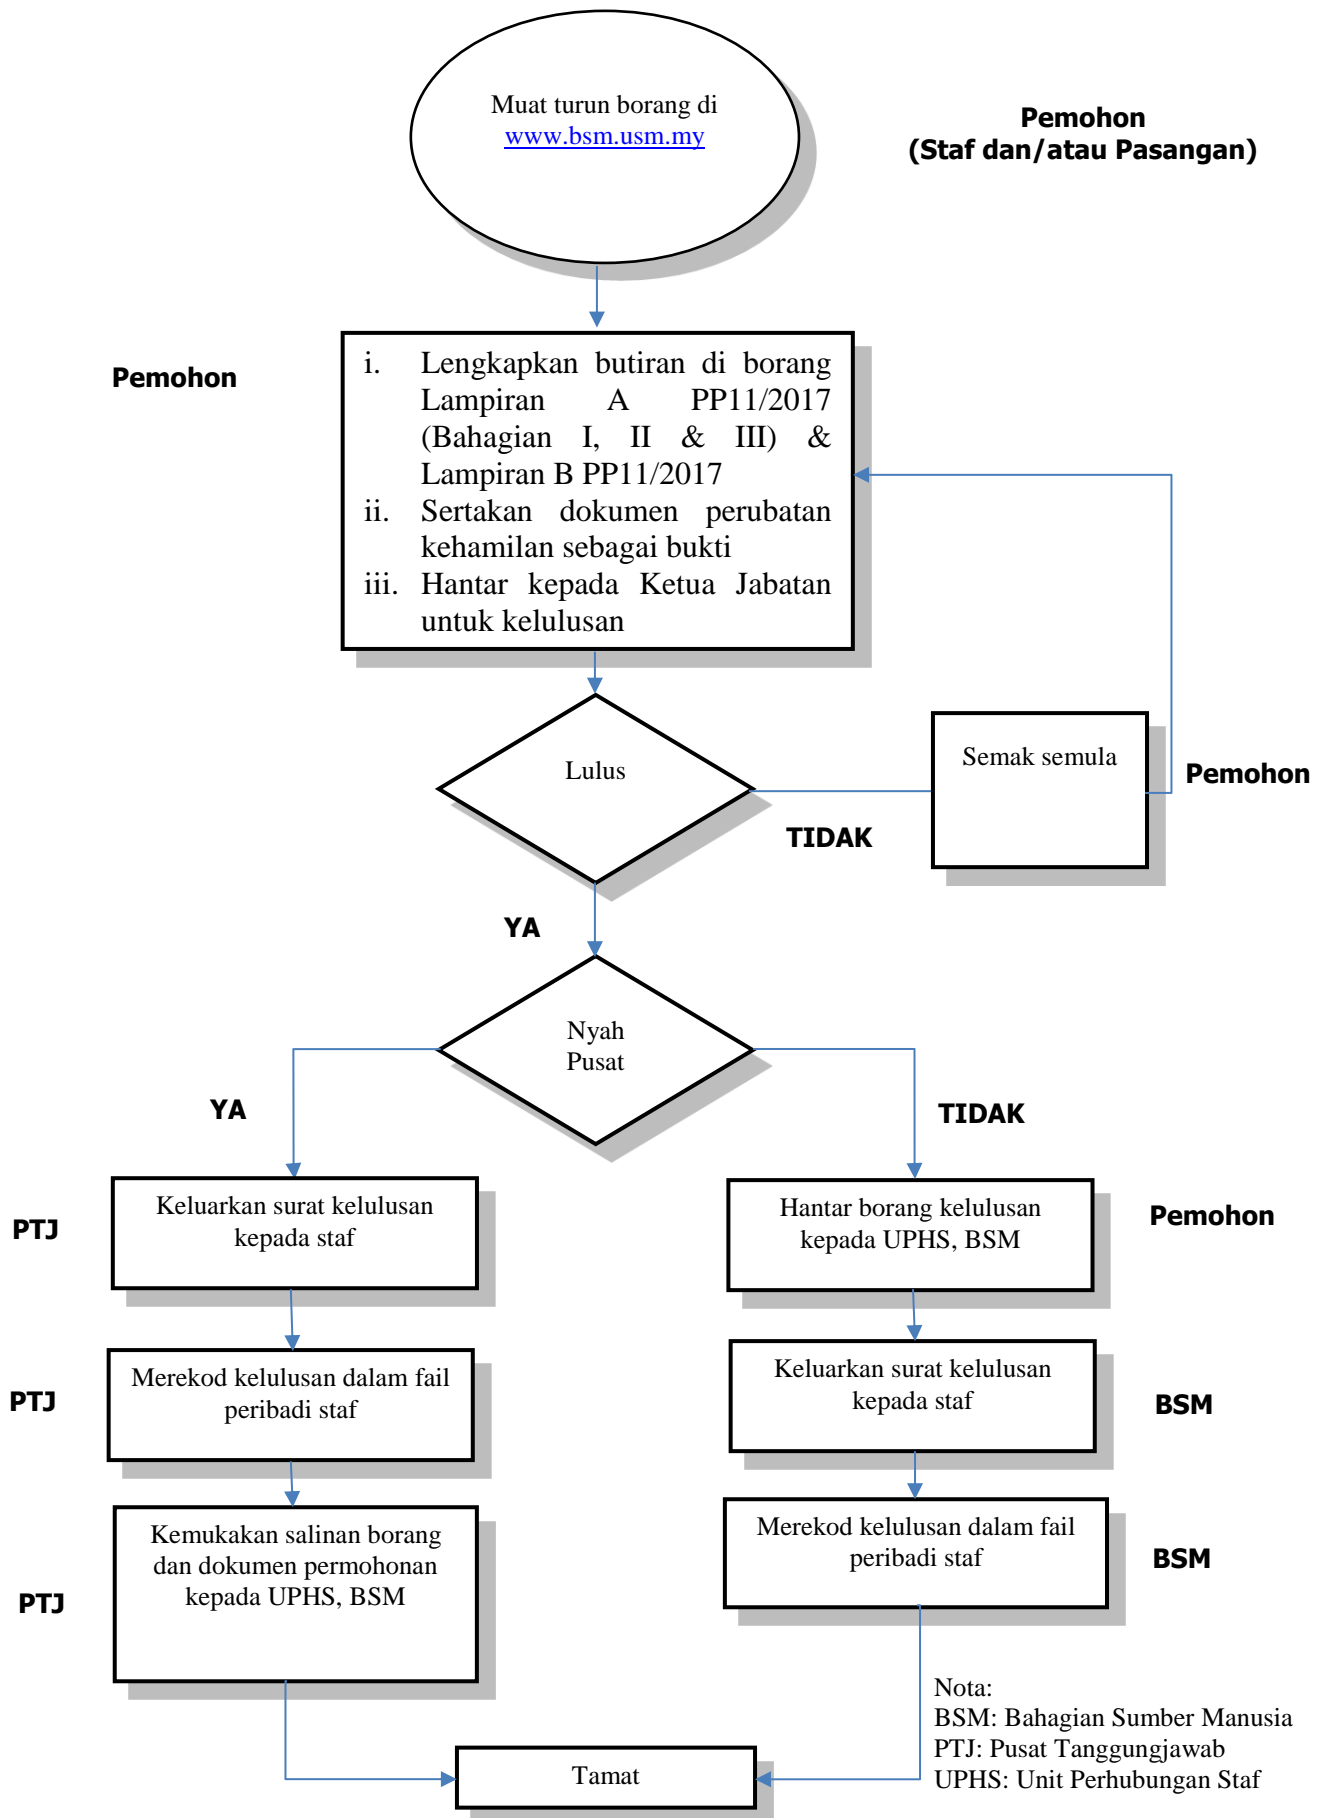 Muat turun borang di
www.bsm.usm.my
Pemohon
(Staf dan/atau Pasangan)
Pemohon
i. Lengkapkan butiran di borang
Lampiran A PP11/2017
(Bahagian I, II & III) &
Lampiran B PP11/2017
ii. Sertakan dokumen perubatan
kehamilan sebagai bukti
iii. Hantar kepada Ketua Jabatan
untuk kelulusan
Lulus
TIDAK
Semak semula
Pemohon
YA
Nyah
Pusat
YA
TIDAK
PTJ
Keluarkan surat kelulusan
kepada staf
Hantar borang kelulusan
kepada UPHS, BSM
Pemohon
PTJ
Merekod kelulusan dalam fail
peribadi staf
Keluarkan surat kelulusan
kepada staf
BSM
PTJ
Kemukakan salinan borang
dan dokumen permohonan
kepada UPHS, BSM
Merekod kelulusan dalam fail
peribadi staf
BSM
Tamat
Nota:
BSM: Bahagian Sumber Manusia
PTJ: Pusat Tanggungjawab
UPHS: Unit Perhubungan Staf